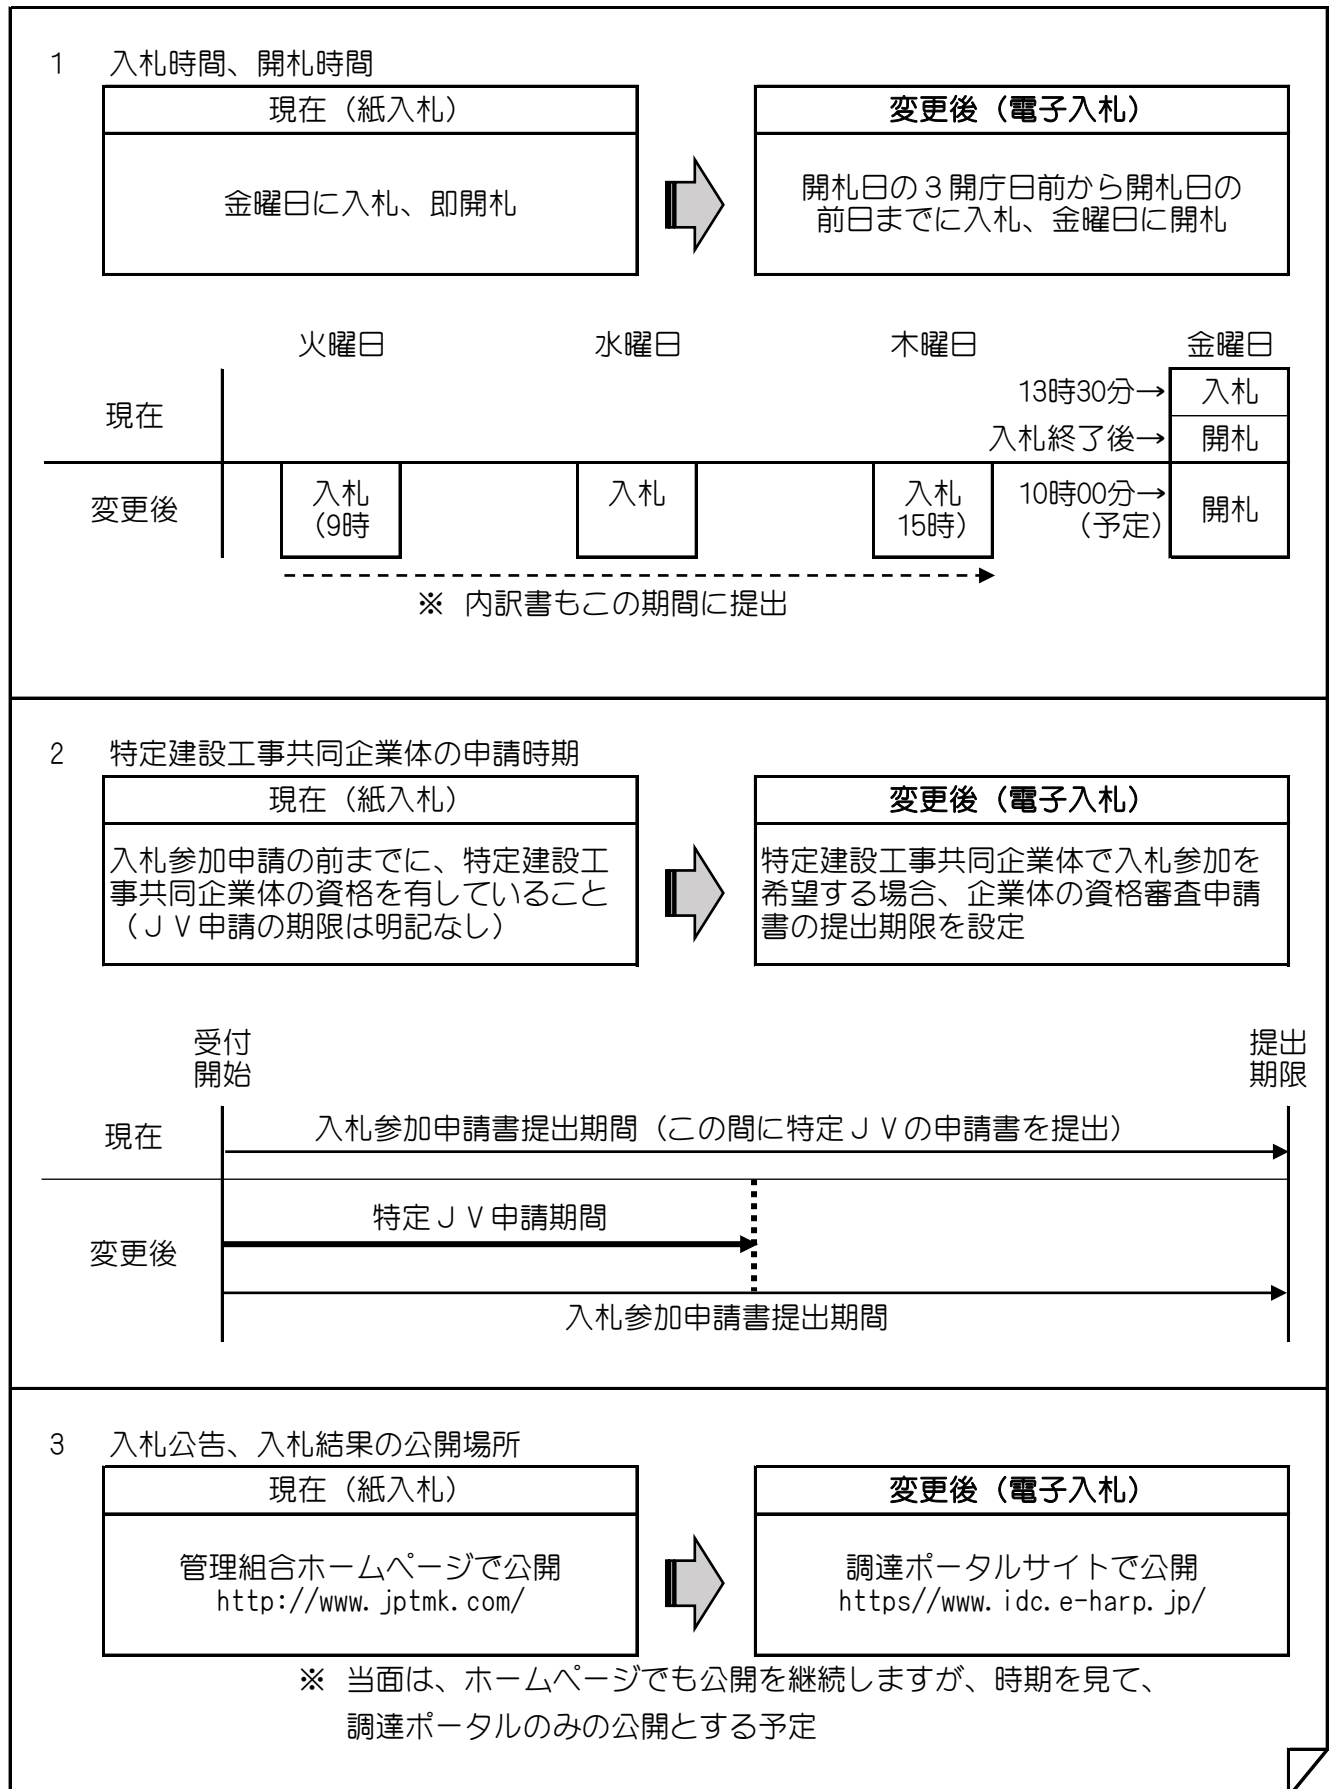 1 入札時間、開札時間
現在（紙入札）
変更後（電子入札）
金曜日に入札、即開札
開札日の３開庁日前から開札日の
前日までに入札、金曜日に開札
火曜日 水曜日 木曜日 金曜日
現在
13時30分→ 入札
入札終了後→ 開札
変更後
入札
(9時
入札
入札
15時)
10時00分→
(予定)
開札
※ 内訳書もこの期間に提出
2 特定建設工事共同企業体の申請時期
現在（紙入札）
変更後（電子入札）
入札参加申請の前までに、特定建設工
事共同企業体の資格を有していること
（ＪＶ申請の期限は明記なし）
特定建設工事共同企業体で入札参加を
希望する場合、企業体の資格審査申請
書の提出期限を設定
受付
開始
提出
期限
現在
入札参加申請書提出期間（この間に特定ＪＶの申請書を提出）
変更後
特定ＪＶ申請期間
入札参加申請書提出期間
3 入札公告、入札結果の公開場所
現在（紙入札）
変更後（電子入札）
管理組合ホームページで公開
http://www.jptmk.com/
調達ポータルサイトで公開
https//www.idc.e-harp.jp/
※ 当面は、ホームページでも公開を継続しますが、時期を見て、
調達ポータルのみの公開とする予定